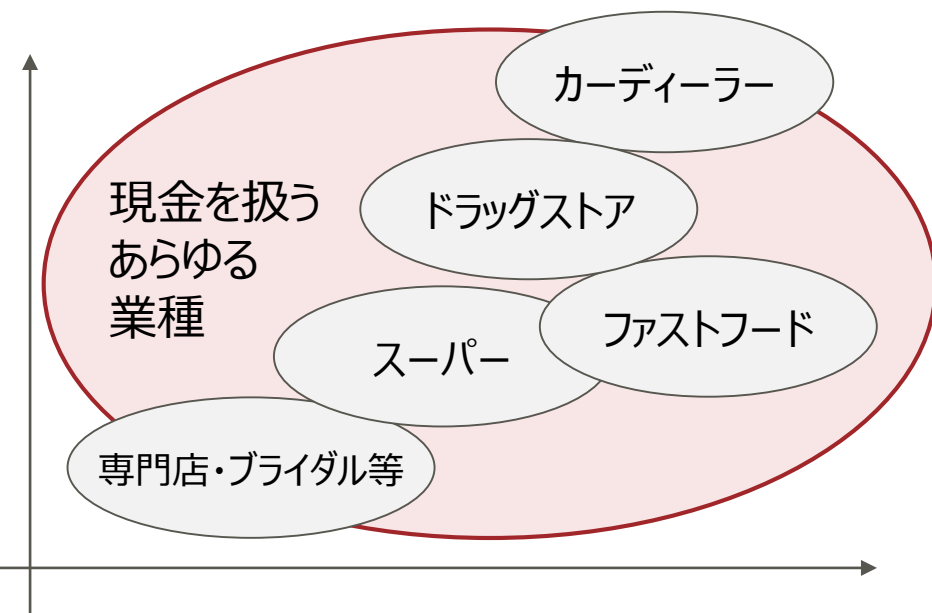 カーディーラー
現金を扱う
あらゆる
業種
ドラッグストア
ファストフード
スーパー
専門店・ブライダル等